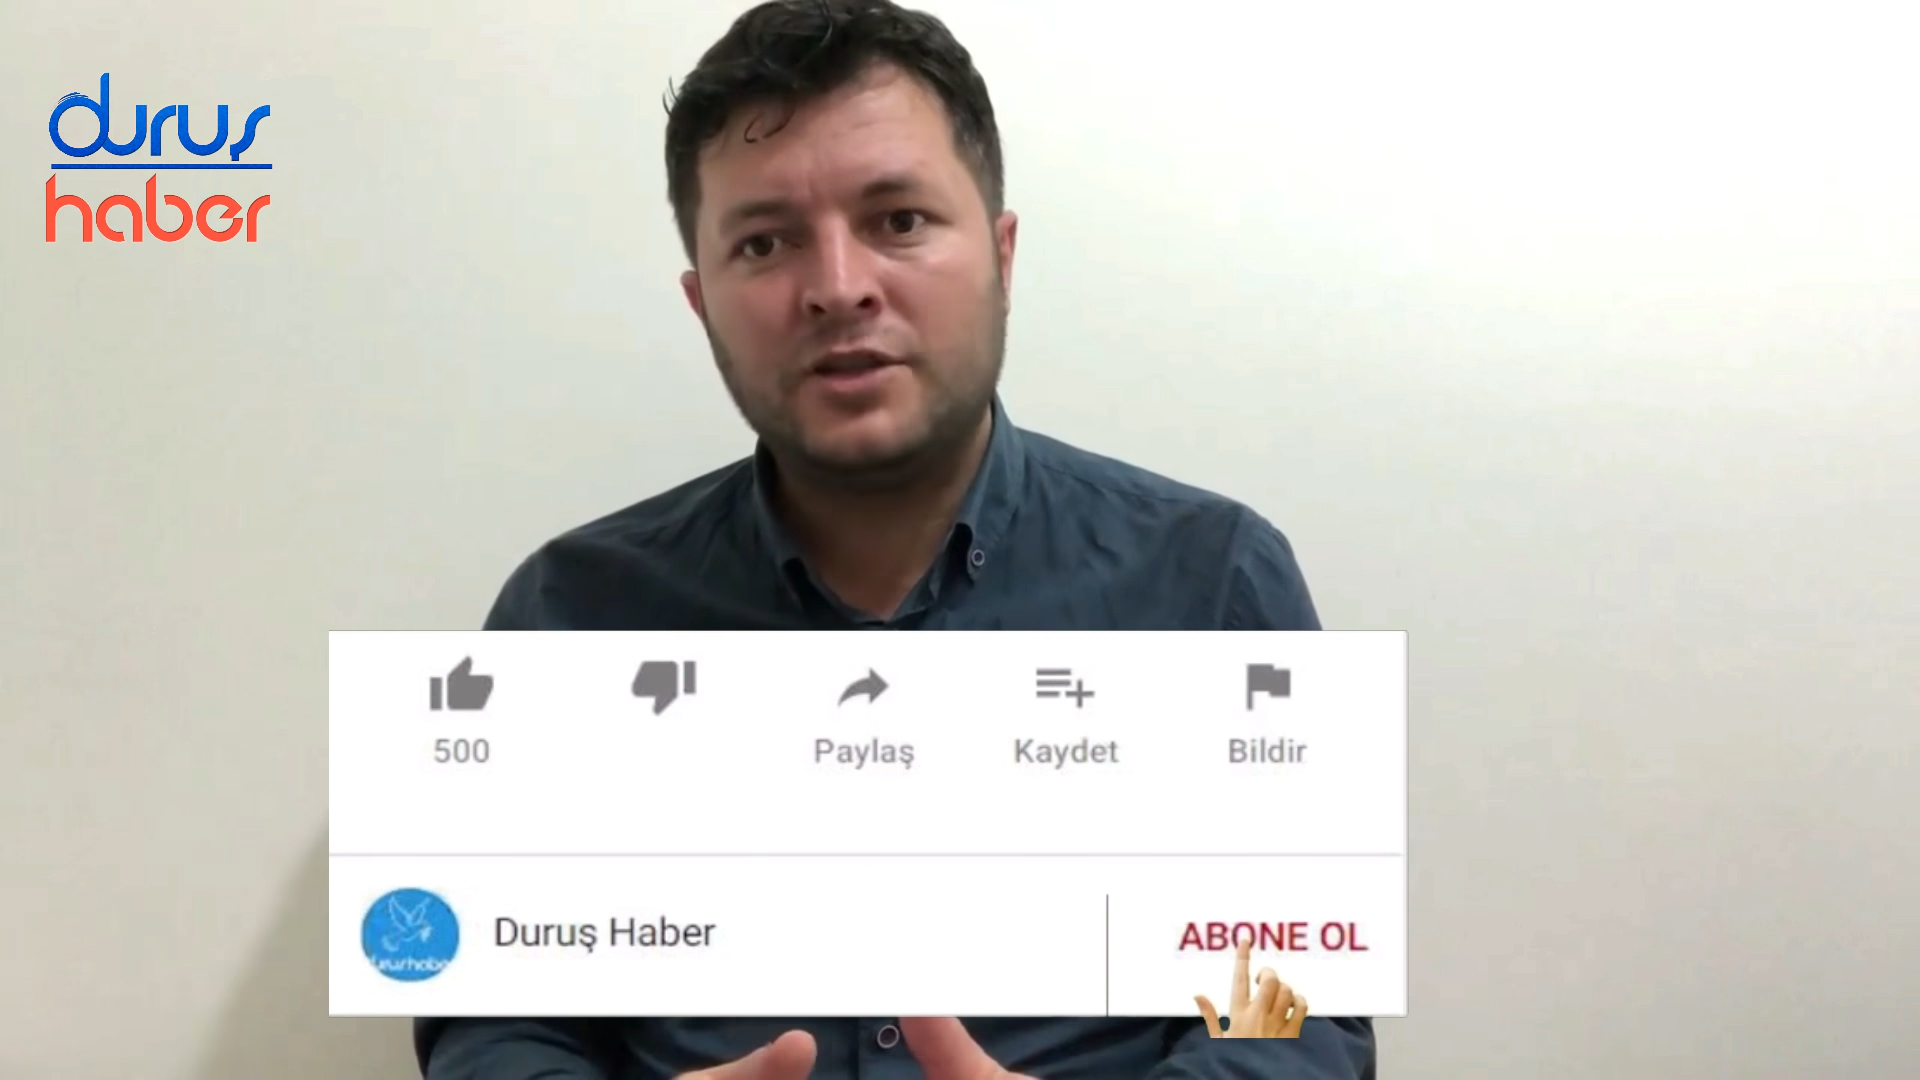 duruş
haber
500
Paylaş
Kaydet
Bildir
Duruş Haber
ABONE OL